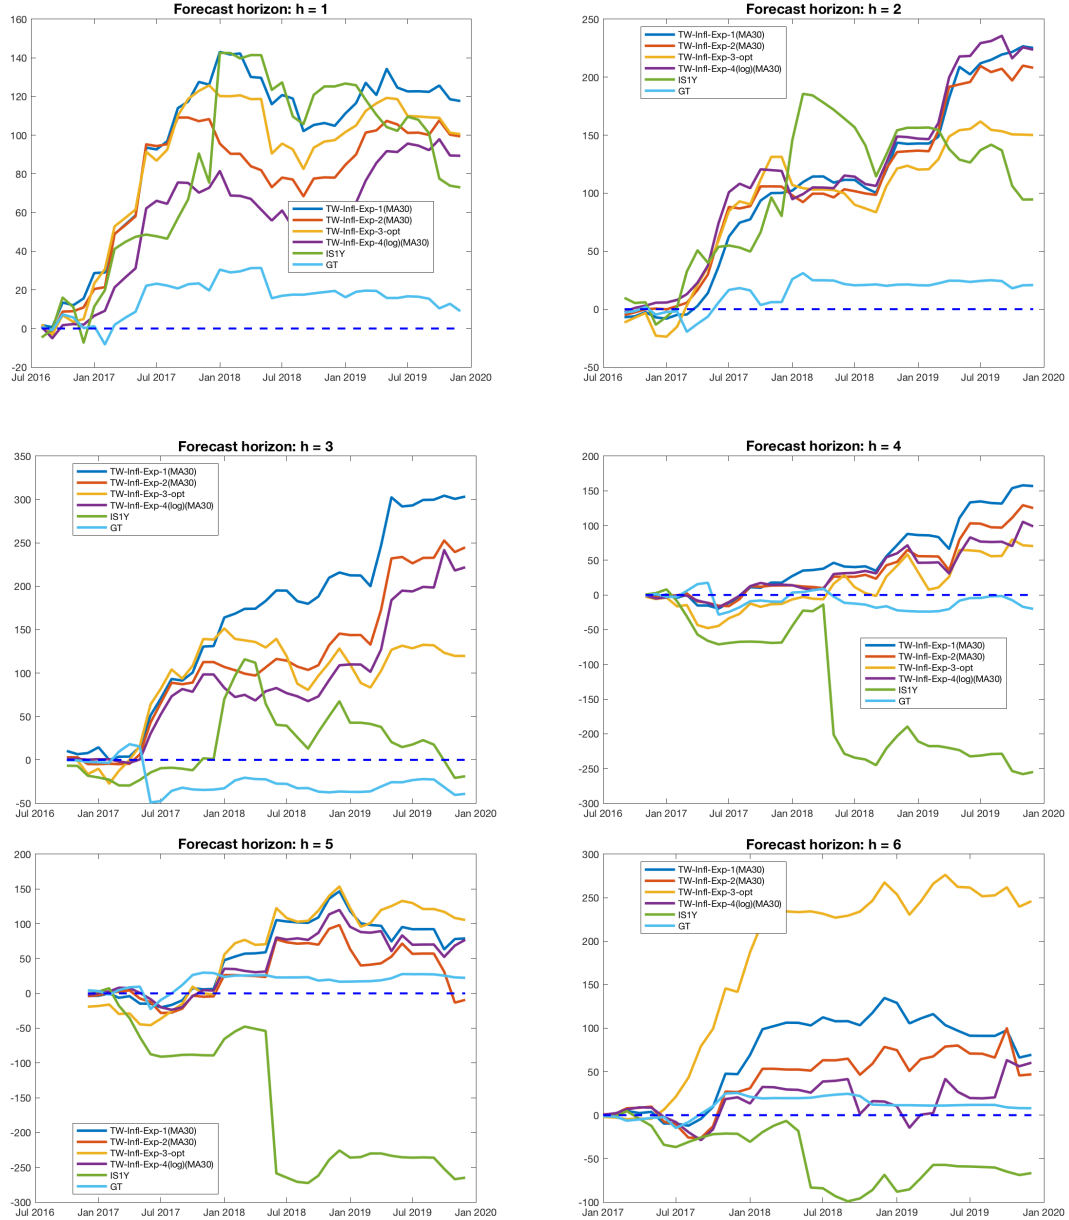 Forecast horizon: h = 1
160
140
120
100
80
60
40
20
0
-20
Jul 2016 Jan 2017 Jul 2017 Jan 2018 Jul 2018 Jan 2019 Jul 2019 Jan 2020
TW-Infl-Exp-1(MA30)
TW-Infl-Exp-2(MA30)
TW-Infl-Exp-3-opt
TW-Infl-Exp-4(log)(MA30)
IS1Y
GT
Forecast horizon: h = 2
250
200
150
100
50
0
-50
Jul 2016 Jan 2017 Jul 2017 Jan 2018 Jul 2018 Jan 2019 Jul 2019 Jan 2020
TW-Infl-Exp-1(MA30)
TW-Infl-Exp-2(MA30)
TW-Infl-Exp-3-opt
TW-Infl-Exp-4(log)(MA30)
IS1Y
GT
Forecast horizon: h = 3
350
300
250
200
150
100
50
0
-50
Jul 2016 Jan 2017 Jul 2017 Jan 2018 Jul 2018 Jan 2019 Jul 2019 Jan 2020
TW-Infl-Exp-1(MA30)
TW-Infl-Exp-2(MA30)
TW-Infl-Exp-3-opt
TW-Infl-Exp-4(log)(MA30)
IS1Y
GT
Forecast horizon: h = 4
200
150
100
50
0
-50
-100
-150
-200
-250
-300
Jul 2016 Jan 2017 Jul 2017 Jan 2018 Jul 2018 Jan 2019 Jul 2019 Jan 2020
TW-Infl-Exp-1(MA30)
TW-Infl-Exp-2(MA30)
TW-Infl-Exp-3-opt
TW-Infl-Exp-4(log)(MA30)
IS1Y
GT
Forecast horizon: h = 5
200
150
100
50
0
-50
-100
-150
-200
-250
-300
Jul 2016 Jan 2017 Jul 2017 Jan 2018 Jul 2018 Jan 2019 Jul 2019 Jan 2020
TW-Infl-Exp-1(MA30)
TW-Infl-Exp-2(MA30)
TW-Infl-Exp-3-opt
TW-Infl-Exp-4(log)(MA30)
IS1Y
GT
Forecast horizon: h = 6
300
250
200
150
100
50
0
-50
-100
Jan 2017 Jul 2017 Jan 2018 Jul 2018 Jan 2019 Jul 2019 Jan 2020
TW-Infl-Exp-1(MA30)
TW-Infl-Exp-2(MA30)
TW-Infl-Exp-3-opt
TW-Infl-Exp-4(log)(MA30)
IS1Y
GT